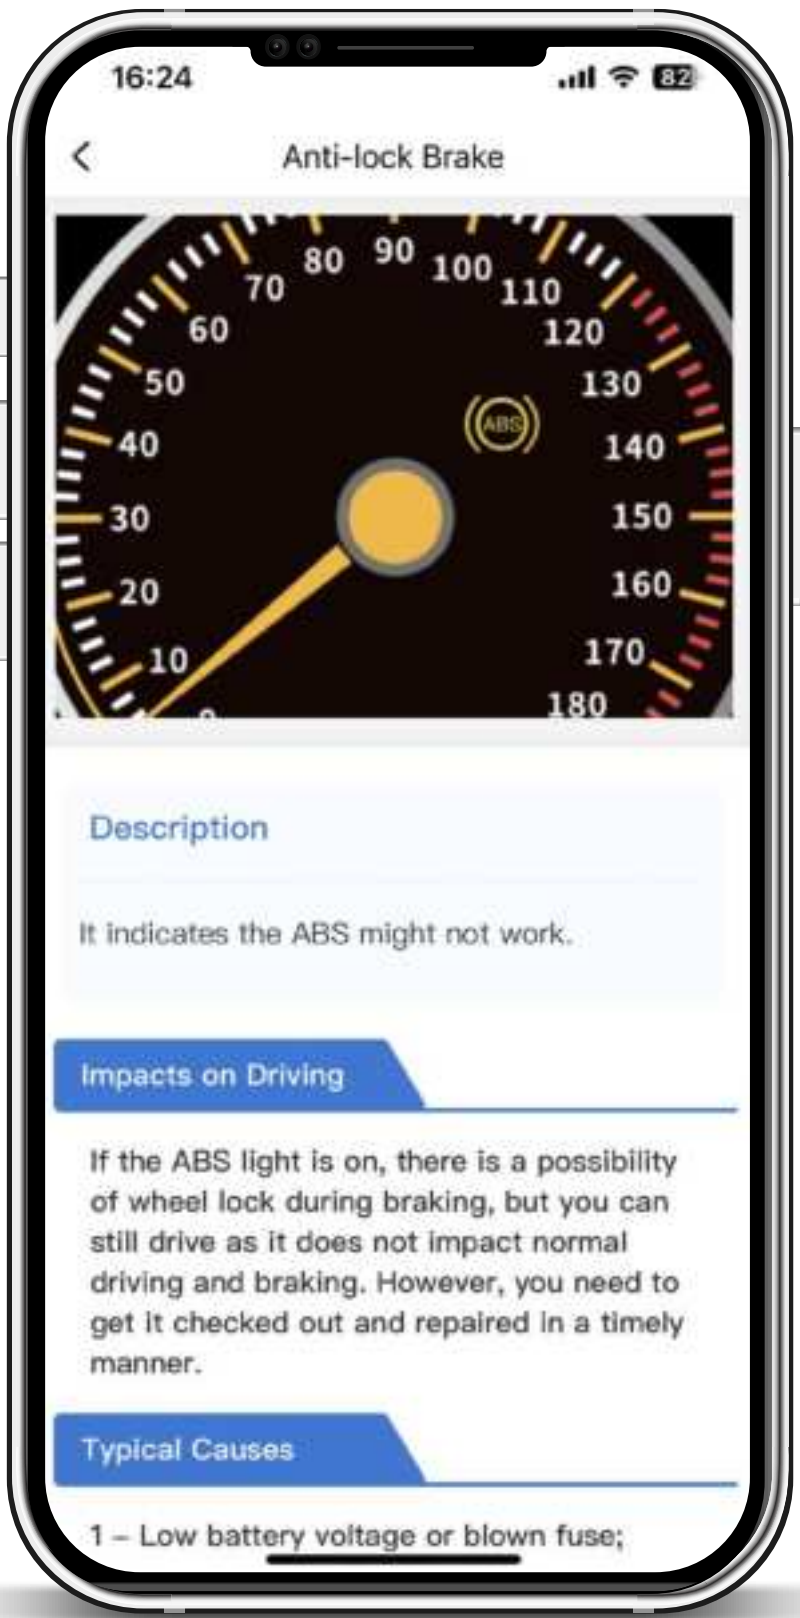 16:24
82
Anti-lock Brake
80
90
100
70
110
60
120
50
130
40
ABS
140
30
150
20
160
10
170
0
180
Description
It indicates the ABS might not work.
Impacts on Driving
If the ABS light is on, there is a possibility
of wheel lock during braking, but you can
still drive as it does not impact normal
driving and braking. However, you need to
get it checked out and repaired in a timely
manner.
Typical Causes
1 – Low battery voltage or blown fuse;